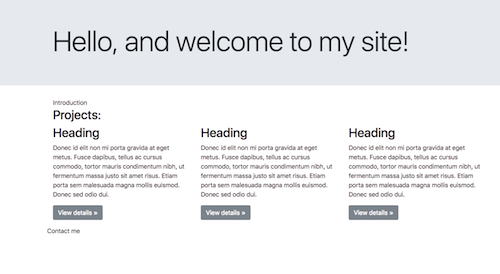 Hello, and welcome to my site!
Introduction
Projects:
Heading
Donec id elit non mi porta gravida at eget
metus. Fusce dapibus, tellus ac cursus
commodo, tortor mauris condimentum nibh, ut
fermentum massa justo sit amet risus. Etiam
porta sem malesuada magna mollis euismod.
Donec sed odio dui.
View details »
Heading
Donec id elit non mi porta gravida at eget
metus. Fusce dapibus, tellus ac cursus
commodo, tortor mauris condimentum nibh, ut
fermentum massa justo sit amet risus. Etiam
porta sem malesuada magna mollis euismod.
Donec sed odio dui.
View details »
Heading
Donec id elit non mi porta gravida at eget
metus. Fusce dapibus, tellus ac cursus
commodo, tortor mauris condimentum nibh, ut
fermentum massa justo sit amet risus. Etiam
porta sem malesuada magna mollis euismod.
Donec sed odio dui.
View details »
Contact me